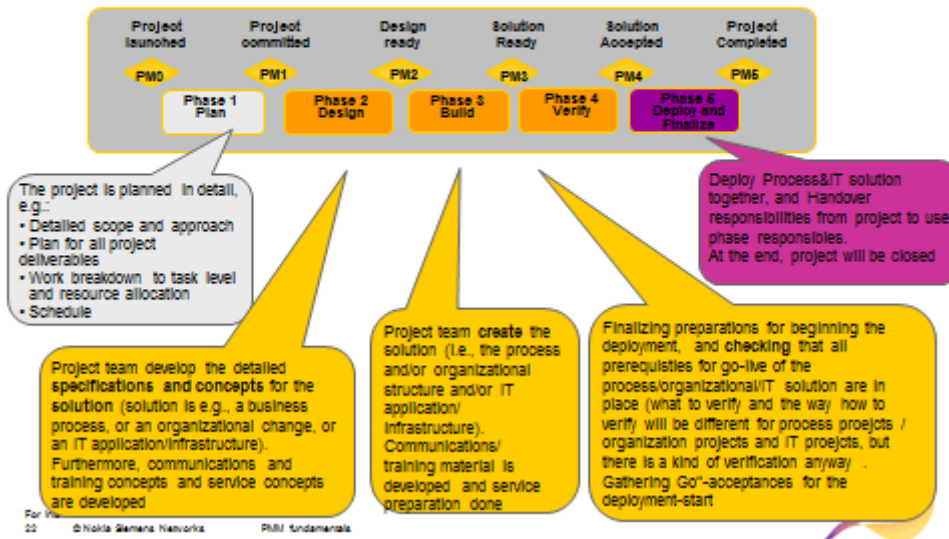 Project launched
Project committed
Design ready
Solution Ready
Solution Accepted
Project Completed
PM0
PM1
PM2
PM3
PM4
PM5
Phase 1
Plan
Phase 2
Design
Phase 3
Build
Phase 4
Verify
Phase 5
Deploy and
Finalize
The project is planned in detail,
e.g.:
• Detailed scope and approach
• Plan for all project
deliverables
• Work breakdown to task level
and resource allocation
• Schedule
Deploy Process&IT solution
together, and Handover
responsibilities from project to use
phase responsibles.
At the end, project will be closed
Project team develop the detailed
specifications and concepts for the
solution (solution is e.g., a business
process, or an organizational change, or
an IT application/infrastructure).
Furthermore, communications and
training concepts and service concepts
are developed
Project team create the
solution (i.e., the process
and/or organizational
structure and/or IT
application/
infrastructure).
Communications/
training material is
developed and service
preparation done
Finalizing preparations for beginning the
deployment, and checking that all
prerequisties for go-live of the
process/organizational/IT solution are in
place (what to verify and the way how to
verify will be different for process proejcts /
organization projects and IT proejcts, but
there is a kind of verification anyway .
Gathering Go"-acceptances for the
deployment-start
For
22 © Nokia Siemens Networks PMM fundamentals